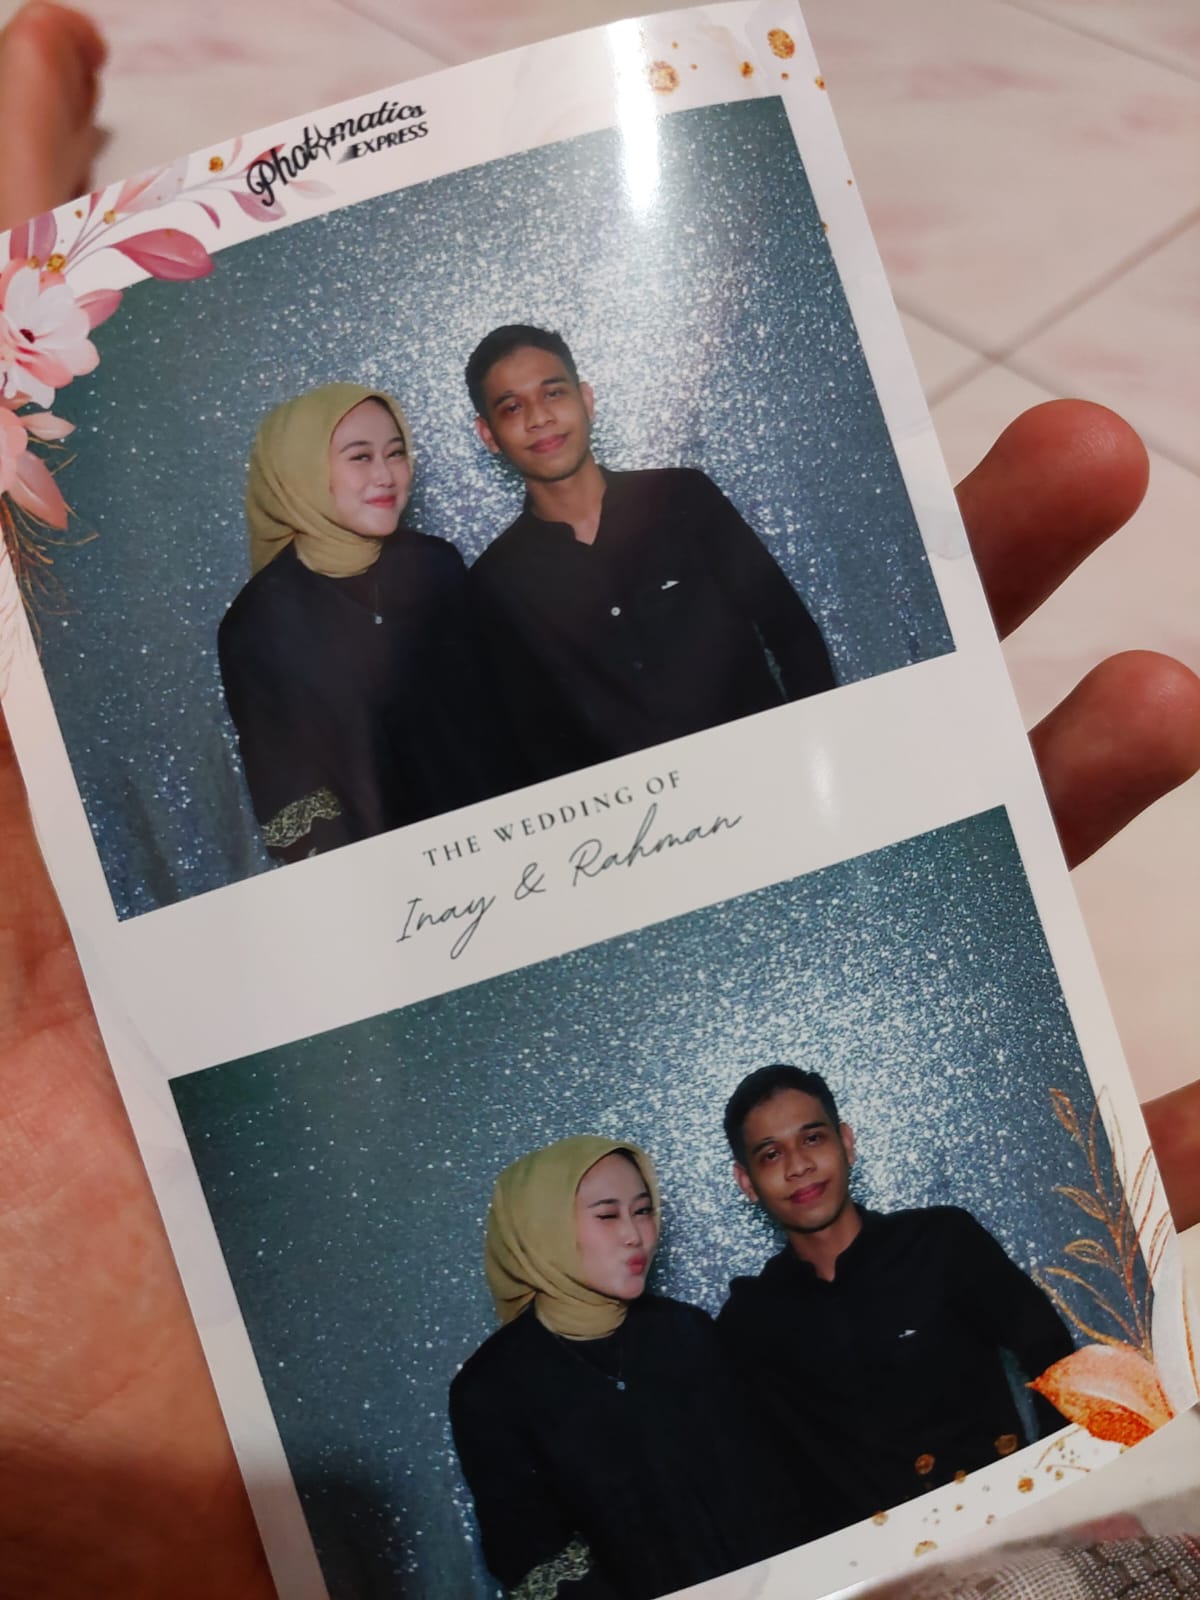 Photomatics
EXPRESS
THE WEDDING OF
Inay & Rahman